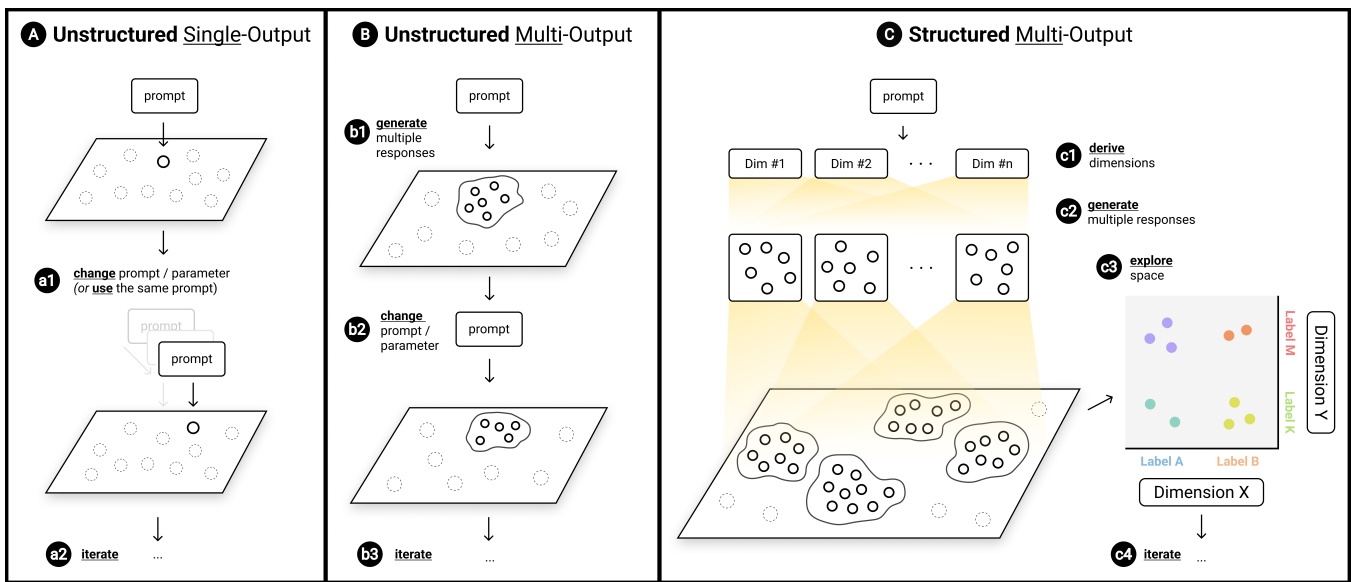 A Unstructured Single-Output
prompt
a1 change prompt / parameter
(or use the same prompt)
prompt
prompt
a2 iterate ...
B Unstructured Multi-Output
prompt
b1 generate
multiple
responses
b2 change
prompt /
parameter
prompt
b3 iterate ...
C Structured Multi-Output
prompt
Dim #1 Dim #2 ... Dim #n
c1 derive
dimensions
c2 generate
multiple responses
...
c3 explore
space
Label M
Label K
Dimension Y
Label A Label B
Dimension X
c4 iterate ...